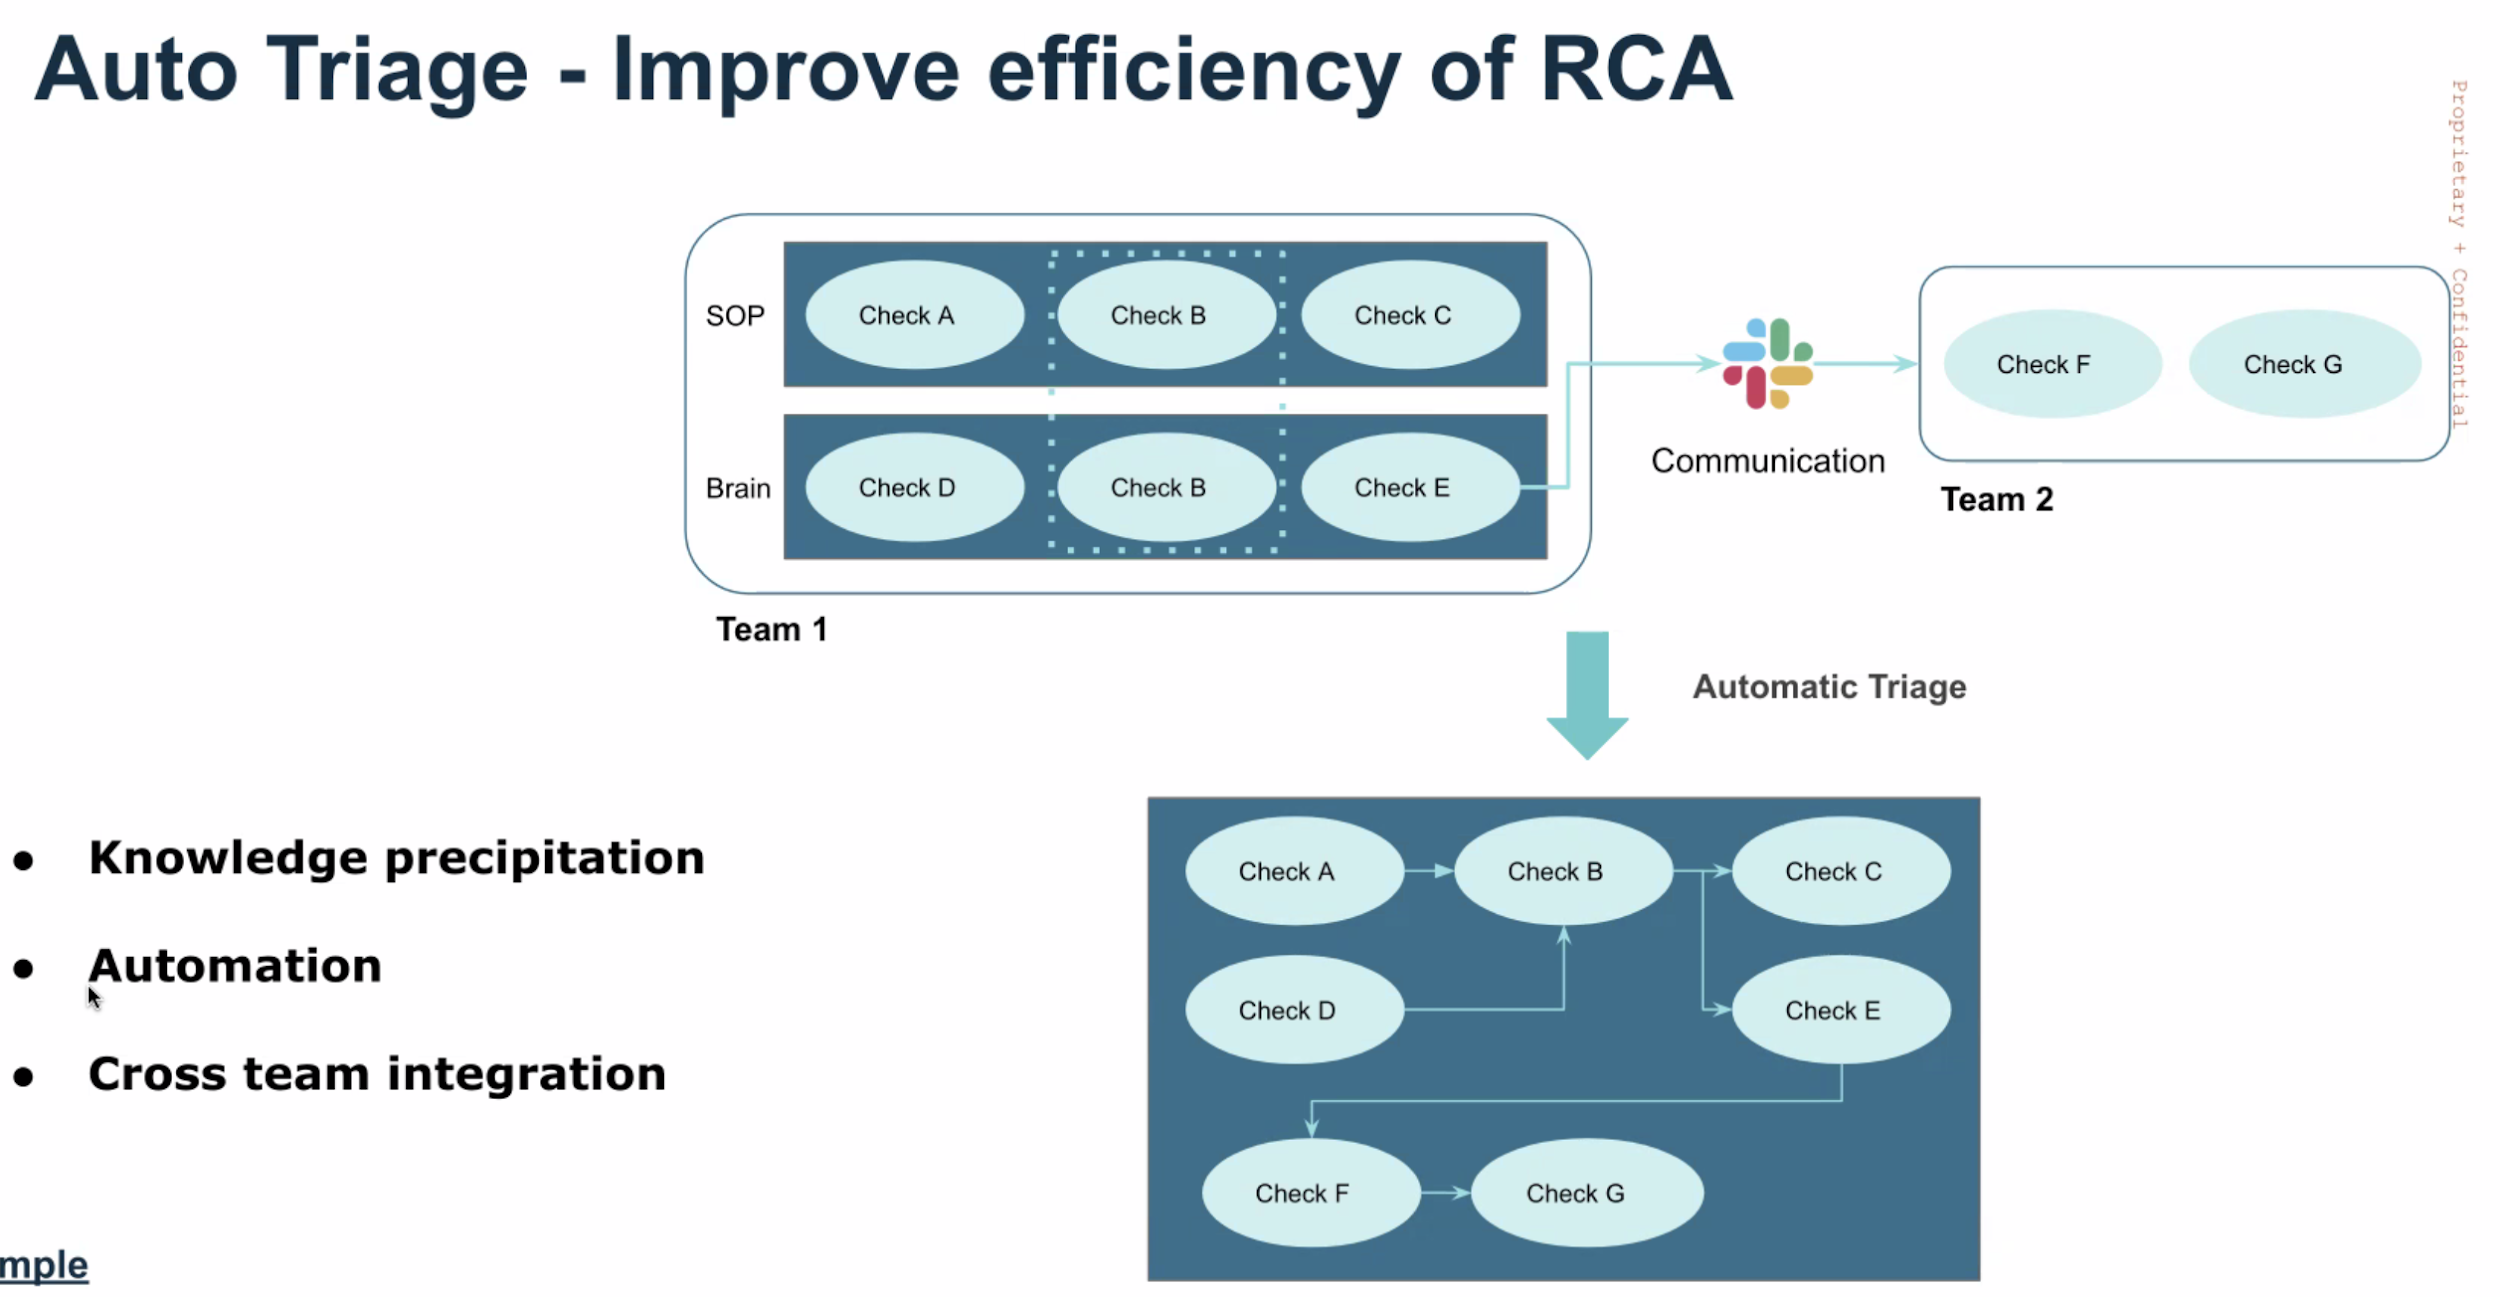 Auto Triage - Improve efficiency of RCA
Proprietary + Confidential
SOP
Check A
Check B
Check C
Brain
Check D
Check B
Check E
Team 1
Communication
Check F
Check G
Team 2
Automatic Triage
● Knowledge precipitation
● Automation
● Cross team integration
Check A
Check B
Check C
Check D
Check E
Check F
Check G
mple